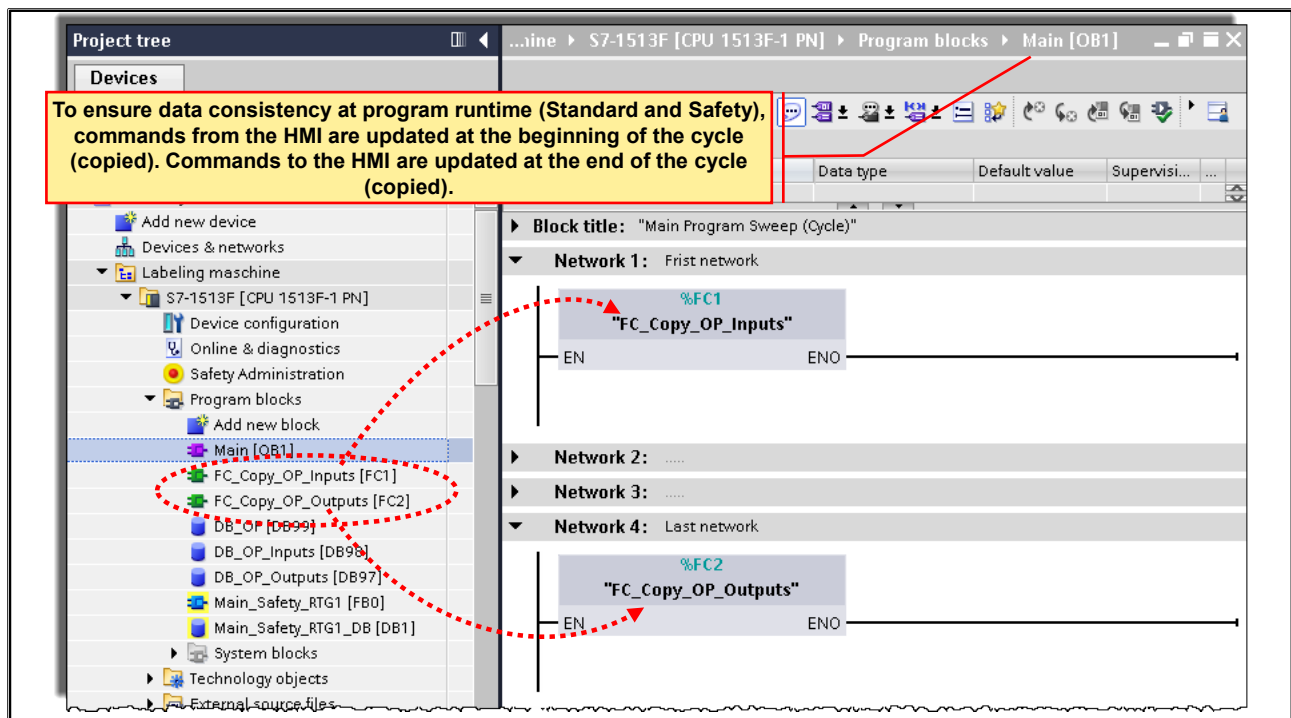 Project tree
...ine ▸ S7-1513F [CPU 1513F-1 PN] ▸ Program blocks ▸ Main [OB1]
Devices
To ensure data consistency at program runtime (Standard and Safety),
commands from the HMI are updated at the beginning of the cycle
(copied). Commands to the HMI are updated at the end of the cycle
(copied).
Data type
Default value
Supervisi...
...
Add new device
Devices & networks
Labeling maschine
S7-1513F [CPU 1513F-1 PN]
Device configuration
Online & diagnostics
Safety Administration
Program blocks
Add new block
Main [OB1]
FC_Copy_OP_Inputs [FC1]
FC_Copy_OP_Outputs [FC2]
DB_OP [DB99]
DB_OP_Inputs [DB98]
DB_OP_Outputs [DB97]
Main_Safety_RTG1 [FB0]
Main_Safety_RTG1_DB [DB1]
System blocks
Technology objects
External source files
Block title: "Main Program Sweep (Cycle)"
Network 1: Frist network
%FC1
"FC_Copy_OP_Inputs"
EN ENO
Network 2: .....
Network 3: .....
Network 4: Last network
%FC2
"FC_Copy_OP_Outputs"
EN ENO